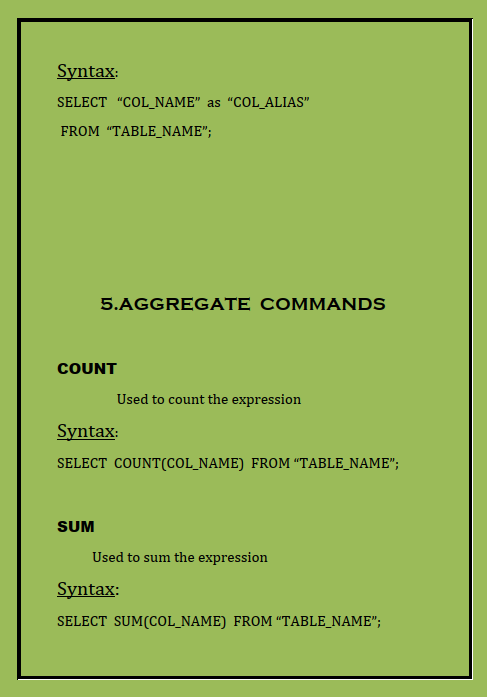 Syntax:
SELECT “COL_NAME” as “COL_ALIAS”
FROM “TABLE_NAME”;
5.AGGREGATE COMMANDS
COUNT
Used to count the expression
Syntax:
SELECT COUNT(COL_NAME) FROM “TABLE_NAME”;
SUM
Used to sum the expression
Syntax:
SELECT SUM(COL_NAME) FROM “TABLE_NAME”;